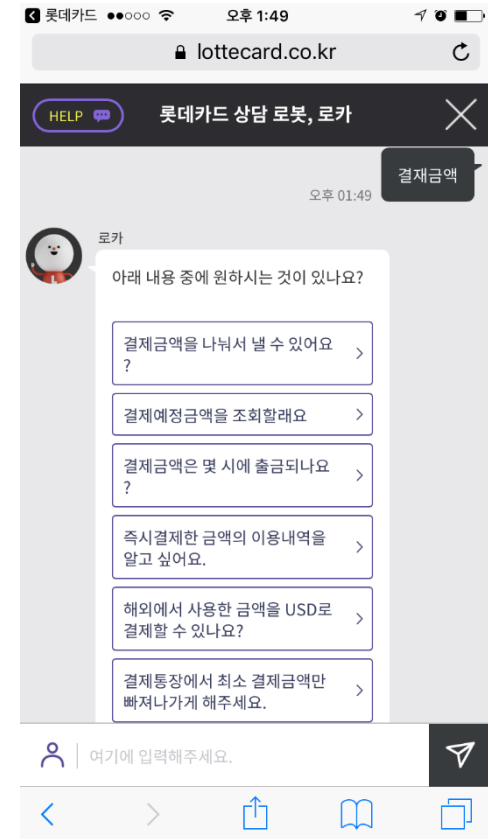 롯데카드
오후 1:49
lottecard.co.kr
HELP
롯데카드 상담 로봇, 로카
결재금액
오후 01:49
로카
아래 내용 중에 원하시는 것이 있나요?
결제금액을 나눠서 낼 수 있어요
?
결제예정금액을 조회할래요
결제금액은 몇 시에 출금되나요
?
즉시결제한 금액의 이용내역을
알고 싶어요.
해외에서 사용한 금액을 USD로
결제할 수 있나요?
결제통장에서 최소 결제금액만
빠져나가게 해주세요.
여기에 입력해주세요.